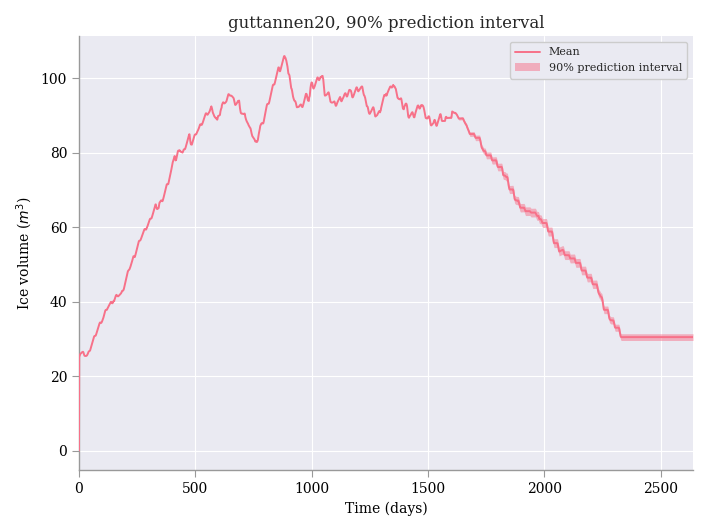 guttannen20, 90% prediction interval
Mean
90% prediction interval
100
80
60
40
20
0
Ice volume (m³)
0 500 1000 1500 2000 2500
Time (days)